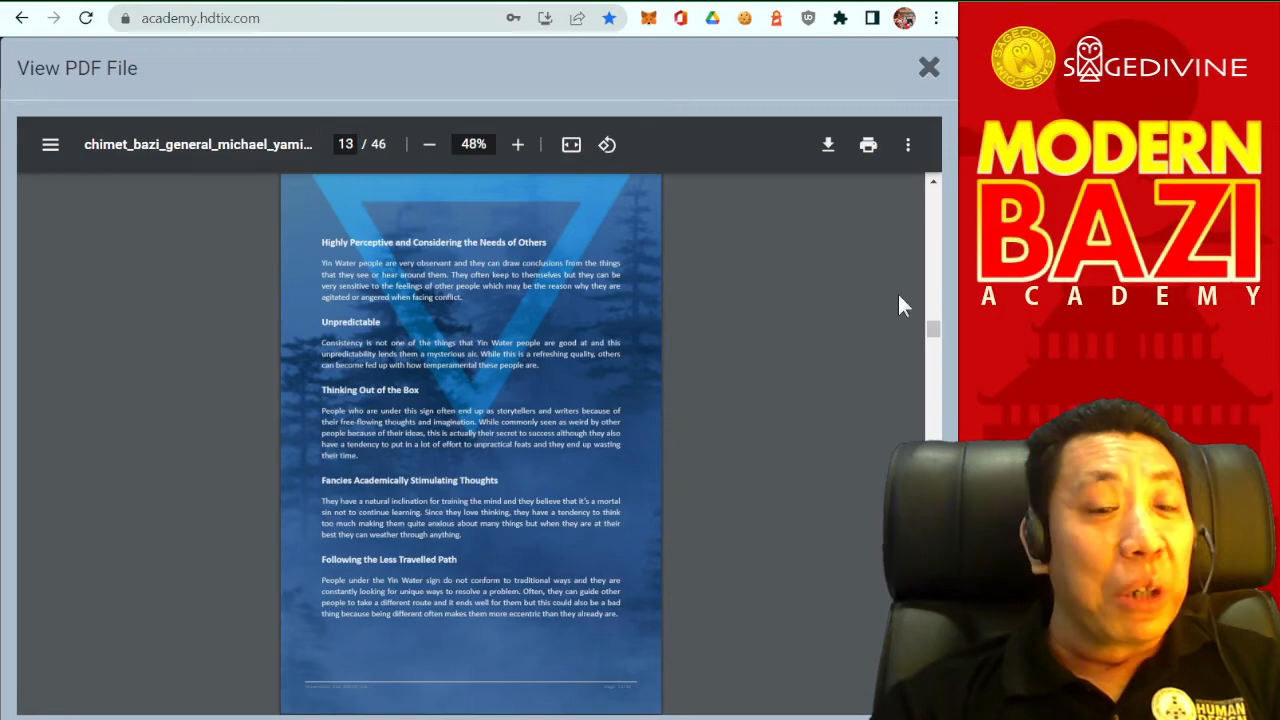 academy.hdtix.com
View PDF File
chimet_bazi_general_michael_yami... 13 / 46 48%
Highly Perceptive and Considering the Needs of Others
Yin Water people are very observant and they can draw conclusions from the things
that they see or hear around them. They often keep to themselves but they can be
very sensitive to the feelings of other people which may be the reason why they are
agitated or angered when facing conflict.
Unpredictable
Consistency is not one of the things that Yin Water people are good at and this
unpredictability lends them a mysterious air. While this is a refreshing quality, others
can become fed up with how temperamental these people are.
Thinking Out of the Box
People who are under this sign often end up as storytellers and writers because of
their free-flowing thoughts and imagination. While commonly seen as weird by other
people because of their ideas, this is actually their secret to success although they also
have a tendency to put in a lot of effort to unpractical feats and they end up wasting
their time.
Fancies Academically Stimulating Thoughts
They have a natural inclination for training the mind and they believe that it's a mortal
sin not to continue learning. Since they love thinking, they have a tendency to think
too much making them quite anxious about many things but when they are at their
best they can weather through anything.
Following the Less Travelled Path
People under the Yin Water sign do not conform to traditional ways and they are
constantly looking for unique ways to resolve a problem. Often, they can guide other
people to take a different route and it ends well for them but this could also be a bad
thing because being different often makes them more eccentric than they already are.
SAGECOIN
SAGECOIN
SAGEDIVINE
MODERN
BAZI
ACADEMY
HUMAN